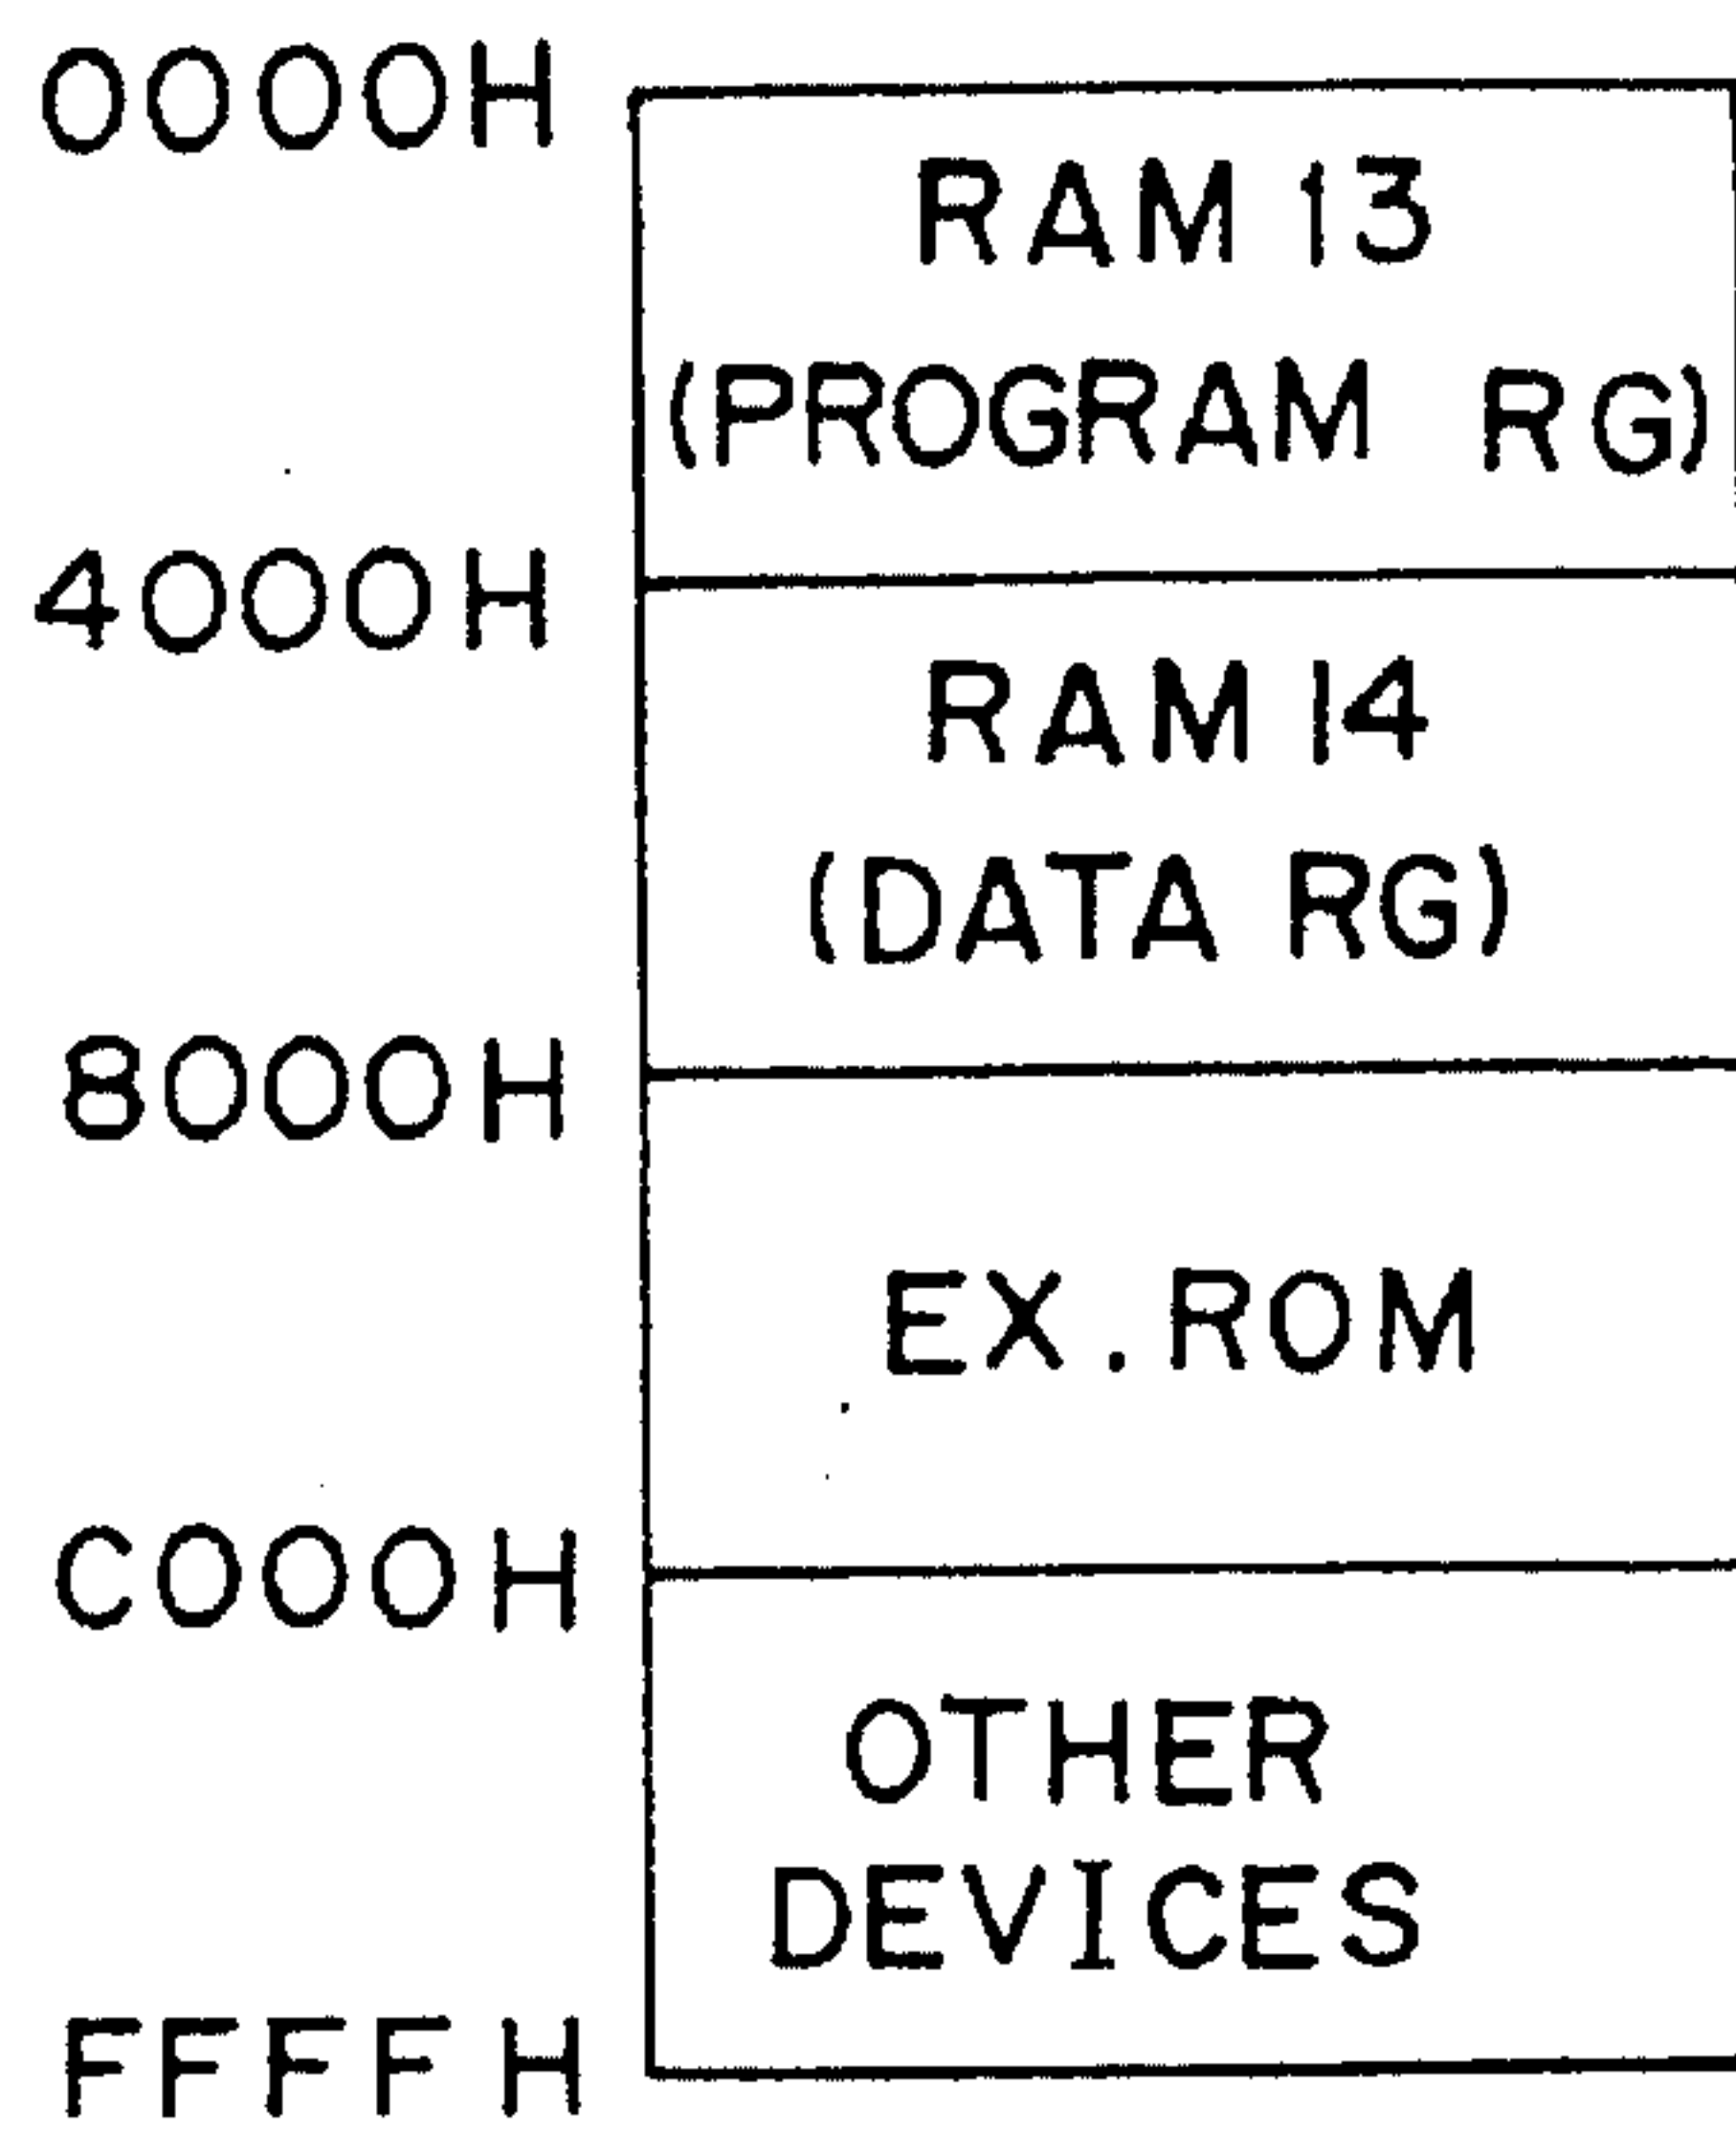 0000H
RAM 13
(PROGRAM RG)
4000H
RAM 14
(DATA RG)
8000H
EX.ROM
C000H
OTHER
DEVICES
FFFFH